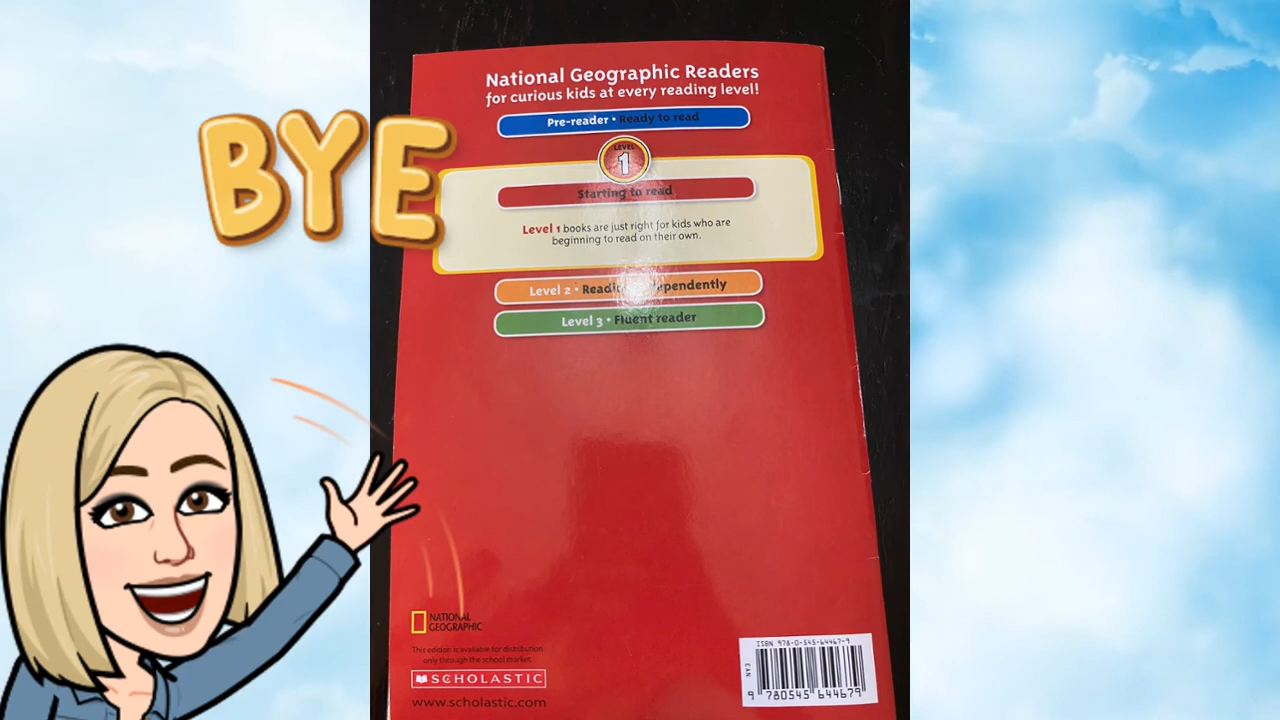 BYE
National Geographic Readers
for curious kids at every reading level!
Pre-reader • Ready to read
LEVEL
1
Starting to read
Level 1 books are just right for kids who are
beginning to read on their own.
Level 2 • Reading independently
Level 3 • Fluent reader
NATIONAL
GEOGRAPHIC
This edition is available for distribution
only through the school market.
SCHOLASTIC
www.scholastic.com
ISBN 978-0-545-64467-9
EAN
9 780545 644679